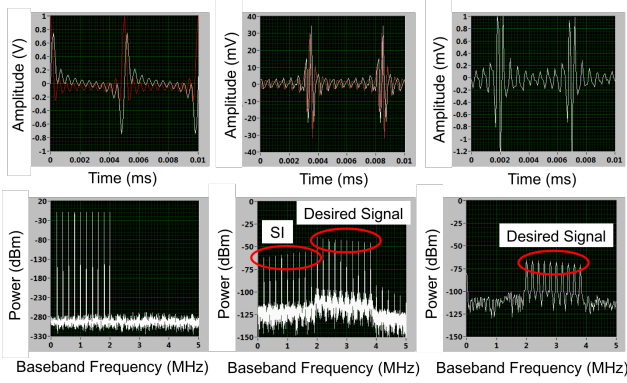 Amplitude (V)
1
0.8
0.6
0.4
0.2
0
-0.2
-0.4
-0.6
-0.8
-1
0 0.002 0.004 0.006 0.008 0.01
Time (ms)
Amplitude (mV)
40
30
20
10
0
-10
-20
-30
-40
0 0.002 0.004 0.006 0.008 0.01
Time (ms)
Amplitude (mV)
1
0.8
0.6
0.4
0.2
0
-0.2
-0.4
-0.6
-0.8
-1
-1.2
0 0.002 0.004 0.006 0.008 0.01
Time (ms)
Power (dBm)
20
-30
-80
-130
-180
-230
-280
-330
0 1 2 3 4 5
Baseband Frequency (MHz)
Power (dBm)
0
-25
-50
-75
-100
-125
-150
Desired Signal
SI
0 1 2 3 4 5
Baseband Frequency (MHz)
Power (dBm)
0
-25
-50
-75
-100
-125
-150
Desired Signal
0 1 2 3 4 5
Baseband Frequency (MHz)